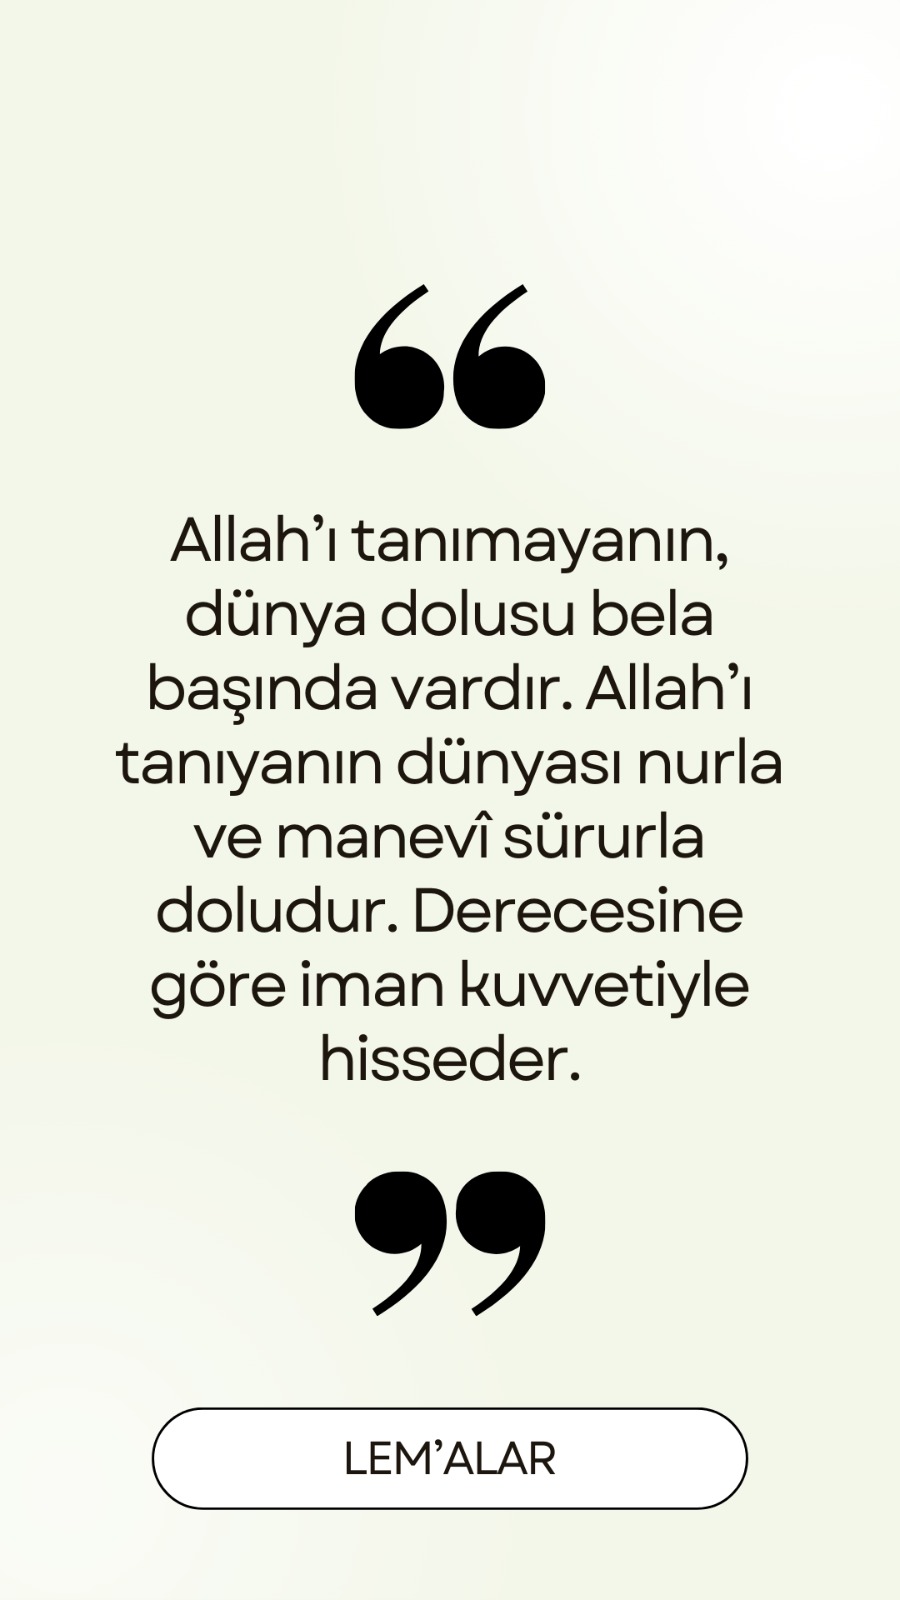 “
Allah’ı tanımayanın,
dünya dolusu bela
başında vardır. Allah’ı
tanıyanın dünyası nurla
ve manevî sürurla
doludur. Derecesine
göre iman kuvvetiyle
hisseder.
”
LEM’ALAR